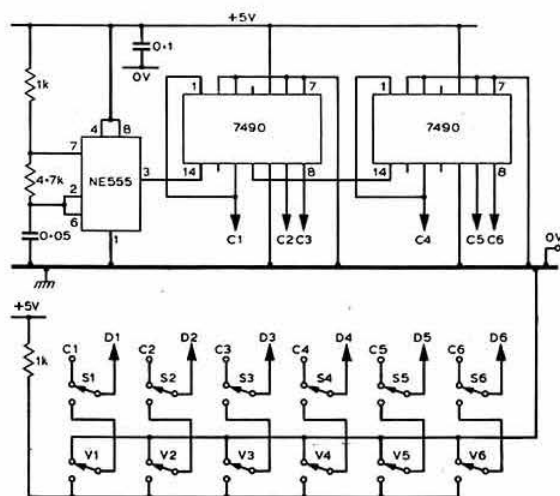 +5V
0·1
0V
1k
1
7
1
7
4
8
7490
7490
7
3
14
8
14
8
4·7k
NE555
2
6
0·05
1
C1
C2
C3
C4
C5
C6
0V
+5V
1k
C1
D1
C2
D2
C3
D3
C4
D4
C5
D5
C6
D6
S1
S2
S3
S4
S5
S6
V1
V2
V3
V4
V5
V6